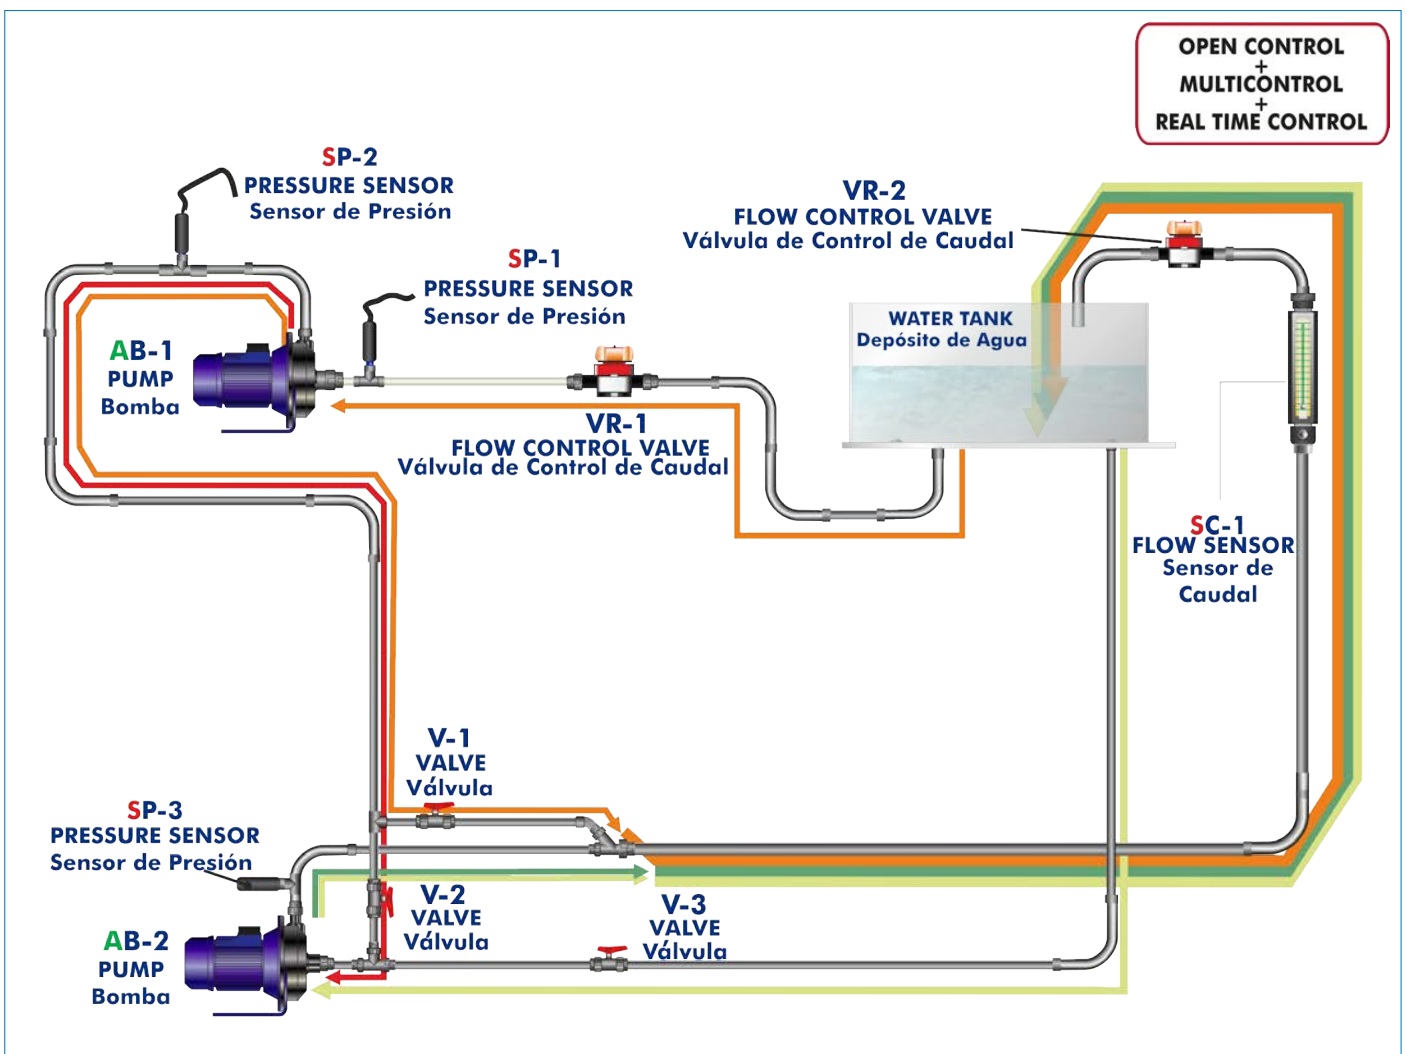 OPEN CONTROL
+
MULTICONTROL
+
REAL TIME CONTROL
SP-2
PRESSURE SENSOR
Sensor de Presión
VR-2
FLOW CONTROL VALVE
Válvula de Control de Caudal
SP-1
PRESSURE SENSOR
Sensor de Presión
WATER TANK
Depósito de Agua
AB-1
PUMP
Bomba
VR-1
FLOW CONTROL VALVE
Válvula de Control de Caudal
SC-1
FLOW SENSOR
Sensor de
Caudal
V-1
VALVE
Válvula
SP-3
PRESSURE SENSOR
Sensor de Presión
V-2
VALVE
Válvula
V-3
VALVE
Válvula
AB-2
PUMP
Bomba